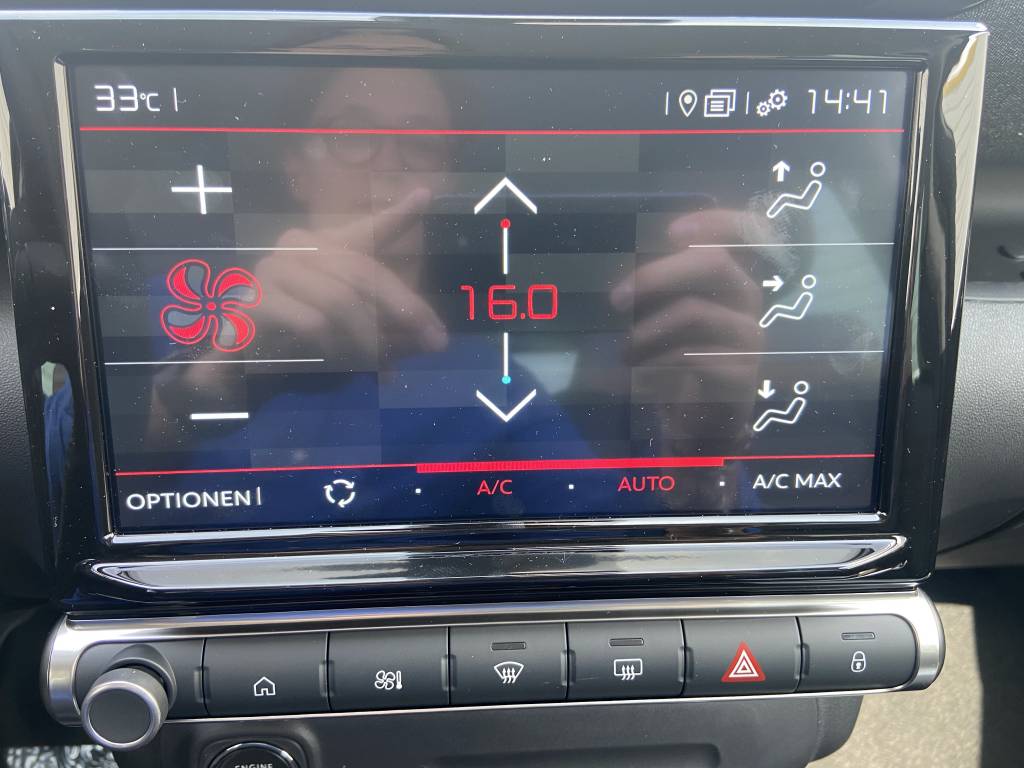 33°C 14:41
16.0
OPTIONEN A/C AUTO A/C MAX
ENGINE